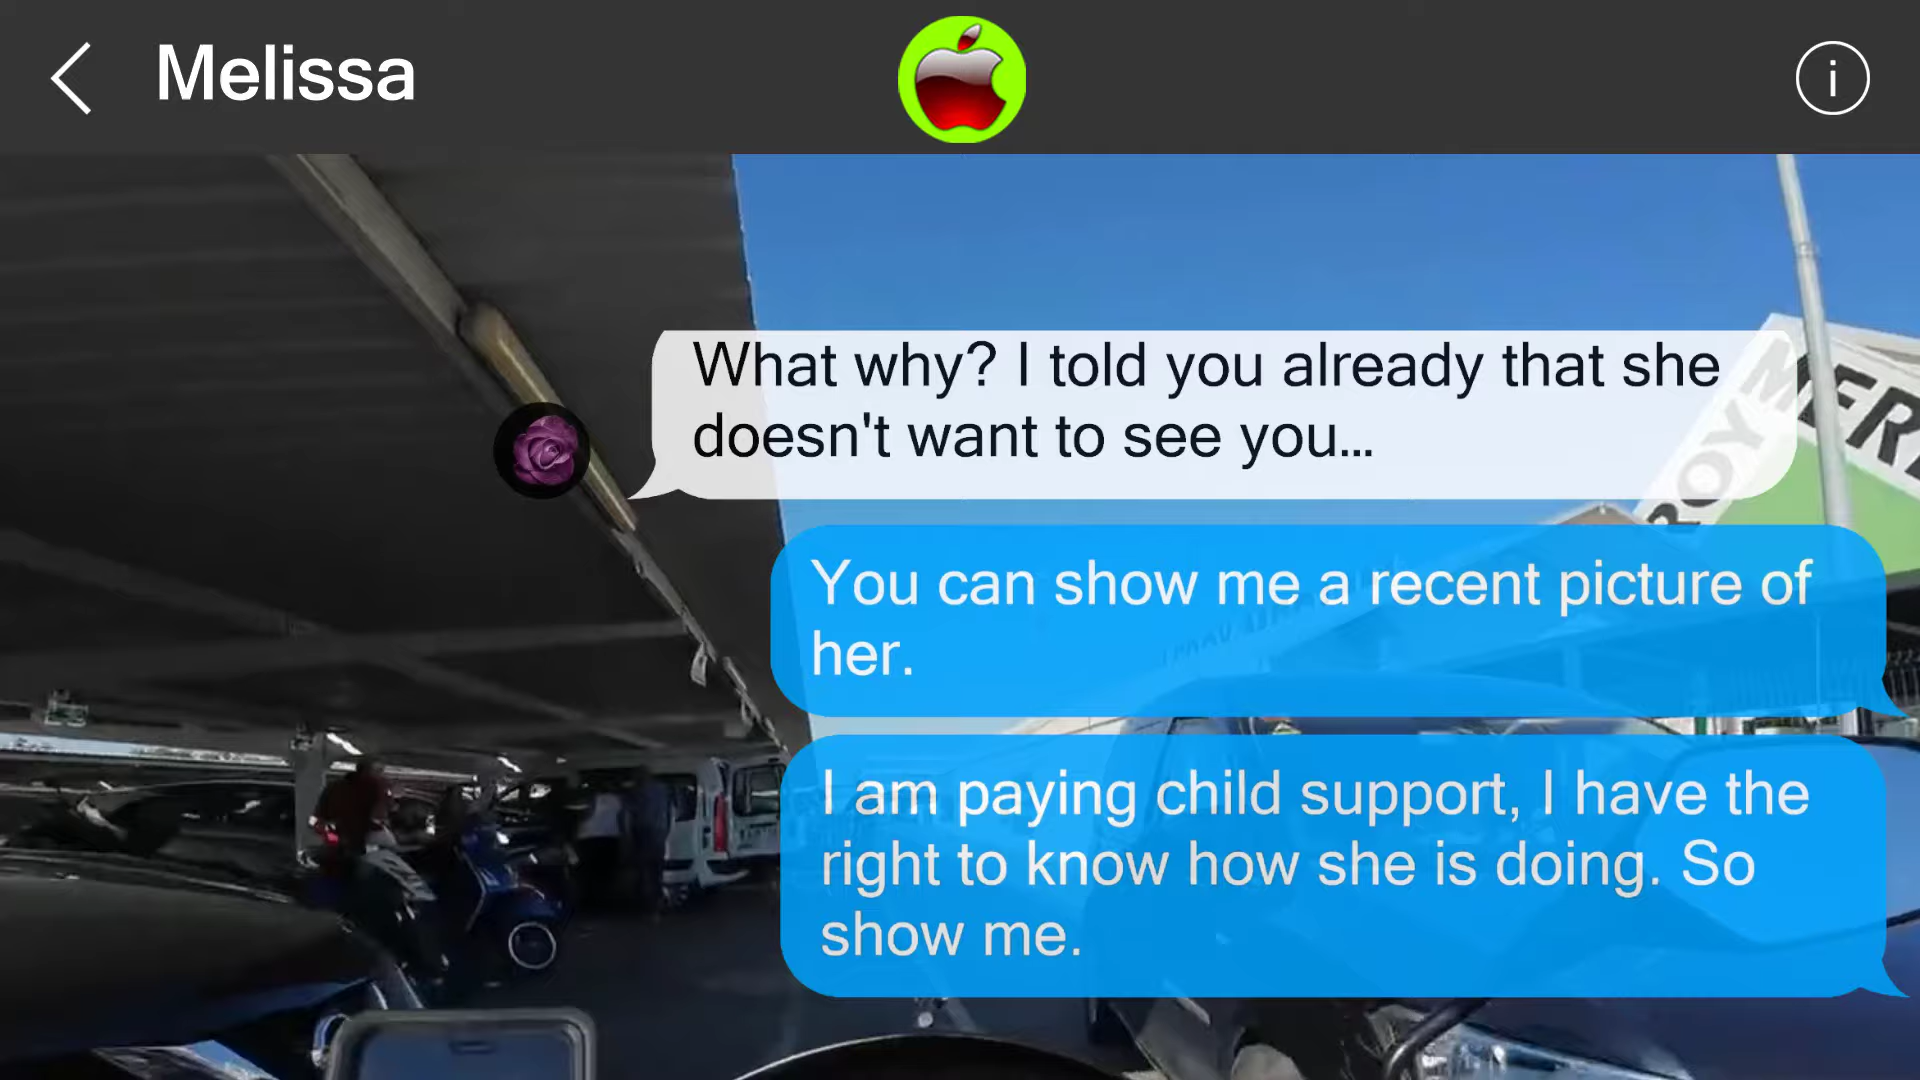 Melissa
What why? I told you already that she
doesn't want to see you...
You can show me a recent picture of
her.
I am paying child support, I have the
right to know how she is doing. So
show me.